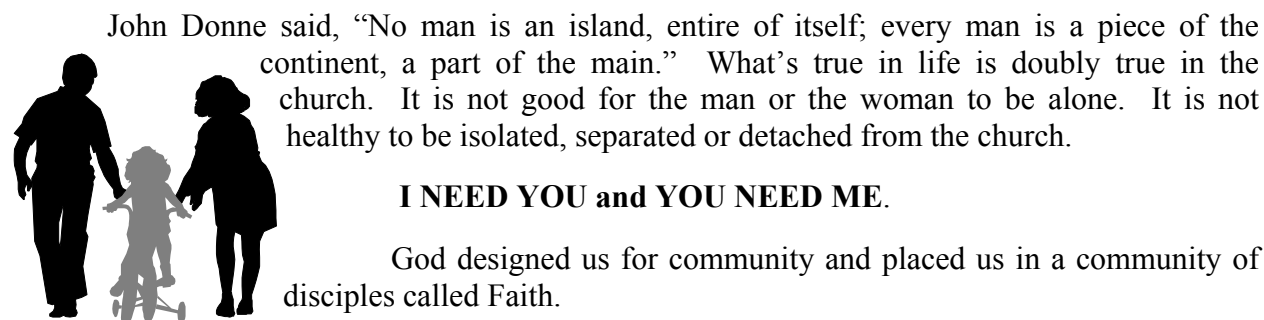 John Donne said, “No man is an island, entire of itself; every man is a piece of the
continent, a part of the main.”  What’s true in life is doubly true in the
church.  It is not good for the man or the woman to be alone.  It is not
healthy to be isolated, separated or detached from the church.
I NEED YOU and YOU NEED ME.
God designed us for community and placed us in a community of
disciples called Faith.